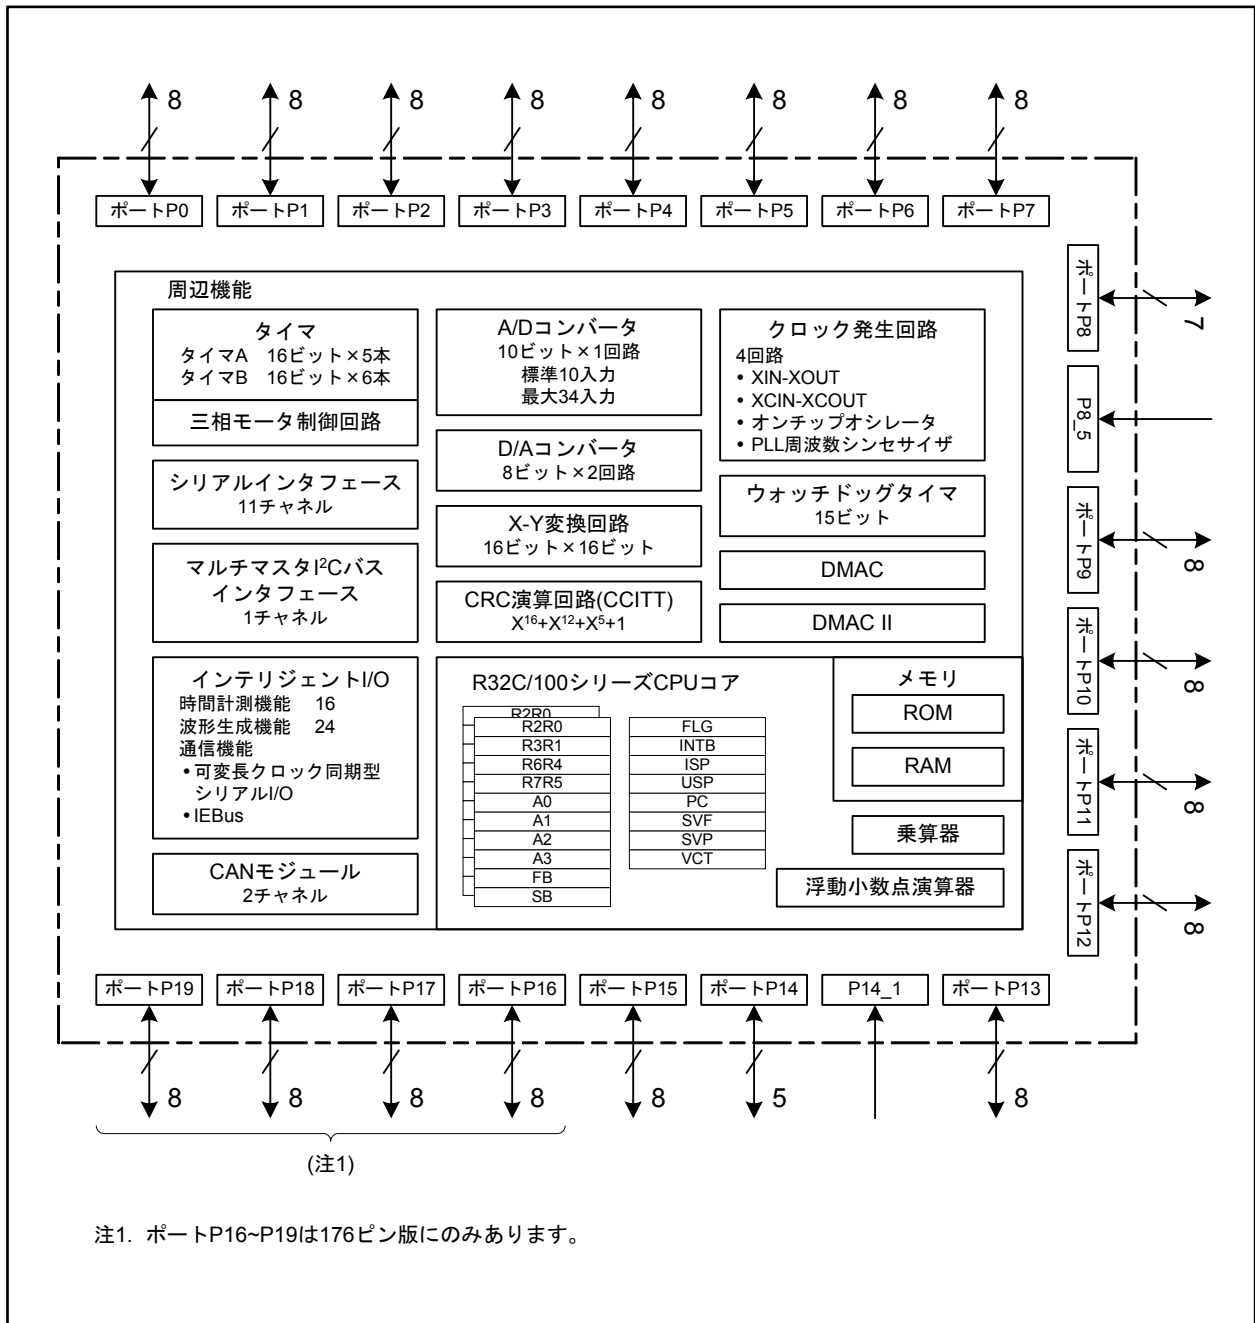 8 8 8 8 8 8 8 8
ポートP0 ポートP1 ポートP2 ポートP3 ポートP4 ポートP5 ポートP6 ポートP7
周辺機能
タイマ
タイマA 16ビット×5本
タイマB 16ビット×6本
三相モータ制御回路
シリアルインタフェース
11チャネル
マルチマスタI²Cバス
インタフェース
1チャネル
インテリジェントI/O
時間計測機能 16
波形生成機能 24
通信機能
•可変長クロック同期型
シリアルI/O
•IEBus
CANモジュール
2チャネル
A/Dコンバータ
10ビット×1回路
標準10入力
最大34入力
D/Aコンバータ
8ビット×2回路
X-Y変換回路
16ビット×16ビット
CRC演算回路(CCITT)
X¹⁶+X¹²+X⁵+1
クロック発生回路
4回路
• XIN-XOUT
• XCIN-XCOUT
• オンチップオシレータ
• PLL周波数シンセサイザ
ウォッチドッグタイマ
15ビット
DMAC
DMAC II
R32C/100シリーズCPUコア
R2R0
R2R0
R3R1
R6R4
R7R5
A0
A1
A2
A3
FB
SB
FLG
INTB
ISP
USP
PC
SVF
SVP
VCT
メモリ
ROM
RAM
乗算器
浮動小数点演算器
ポートP8
7
P8_5
ポートP9
8
ポートP10
8
ポートP11
8
ポートP12
8
ポートP19 ポートP18 ポートP17 ポートP16 ポートP15 ポートP14 P14_1 ポートP13
8 8 8 8 8 5 8
(注1)
注1. ポートP16~P19は176ピン版にのみあります。